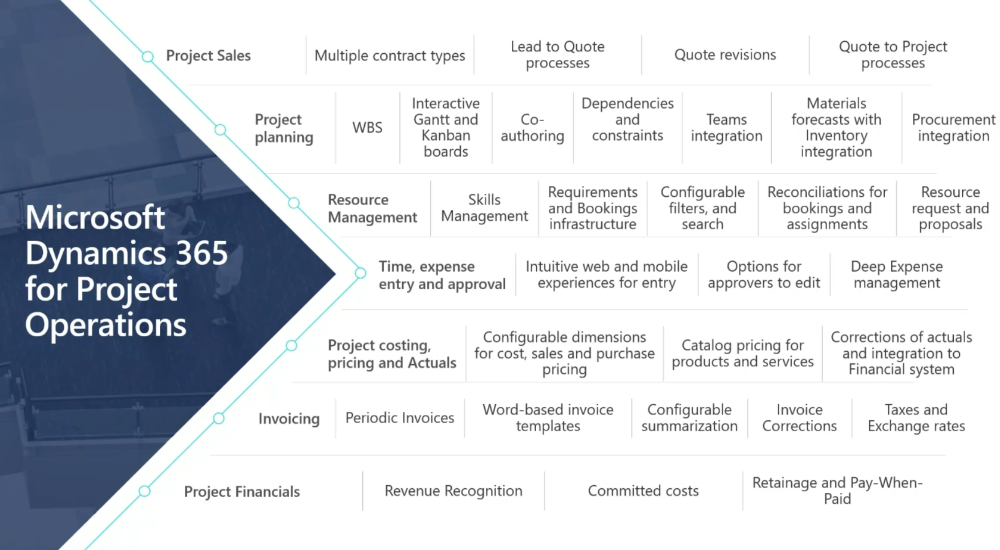 Microsoft
Dynamics 365
for Project
Operations
Project Sales
Multiple contract types
Lead to Quote
processes
Quote revisions
Quote to Project
processes
Project
planning
WBS
Interactive
Gantt and
Kanban
boards
Co-
authoring
Dependencies
and
constraints
Teams
integration
Materials
forecasts with
Inventory
integration
Procurement
integration
Resource
Management
Skills
Management
Requirements
and Bookings
infrastructure
Configurable
filters, and
search
Reconciliations for
bookings and
assignments
Resource
request and
proposals
Time, expense
entry and approval
Intuitive web and mobile
experiences for entry
Options for
approvers to edit
Deep Expense
management
Project costing,
pricing and Actuals
Configurable dimensions
for cost, sales and purchase
pricing
Catalog pricing for
products and services
Corrections of actuals
and integration to
Financial system
Invoicing
Periodic Invoices
Word-based invoice
templates
Configurable
summarization
Invoice
Corrections
Taxes and
Exchange rates
Project Financials
Revenue Recognition
Committed costs
Retainage and Pay-When-
Paid